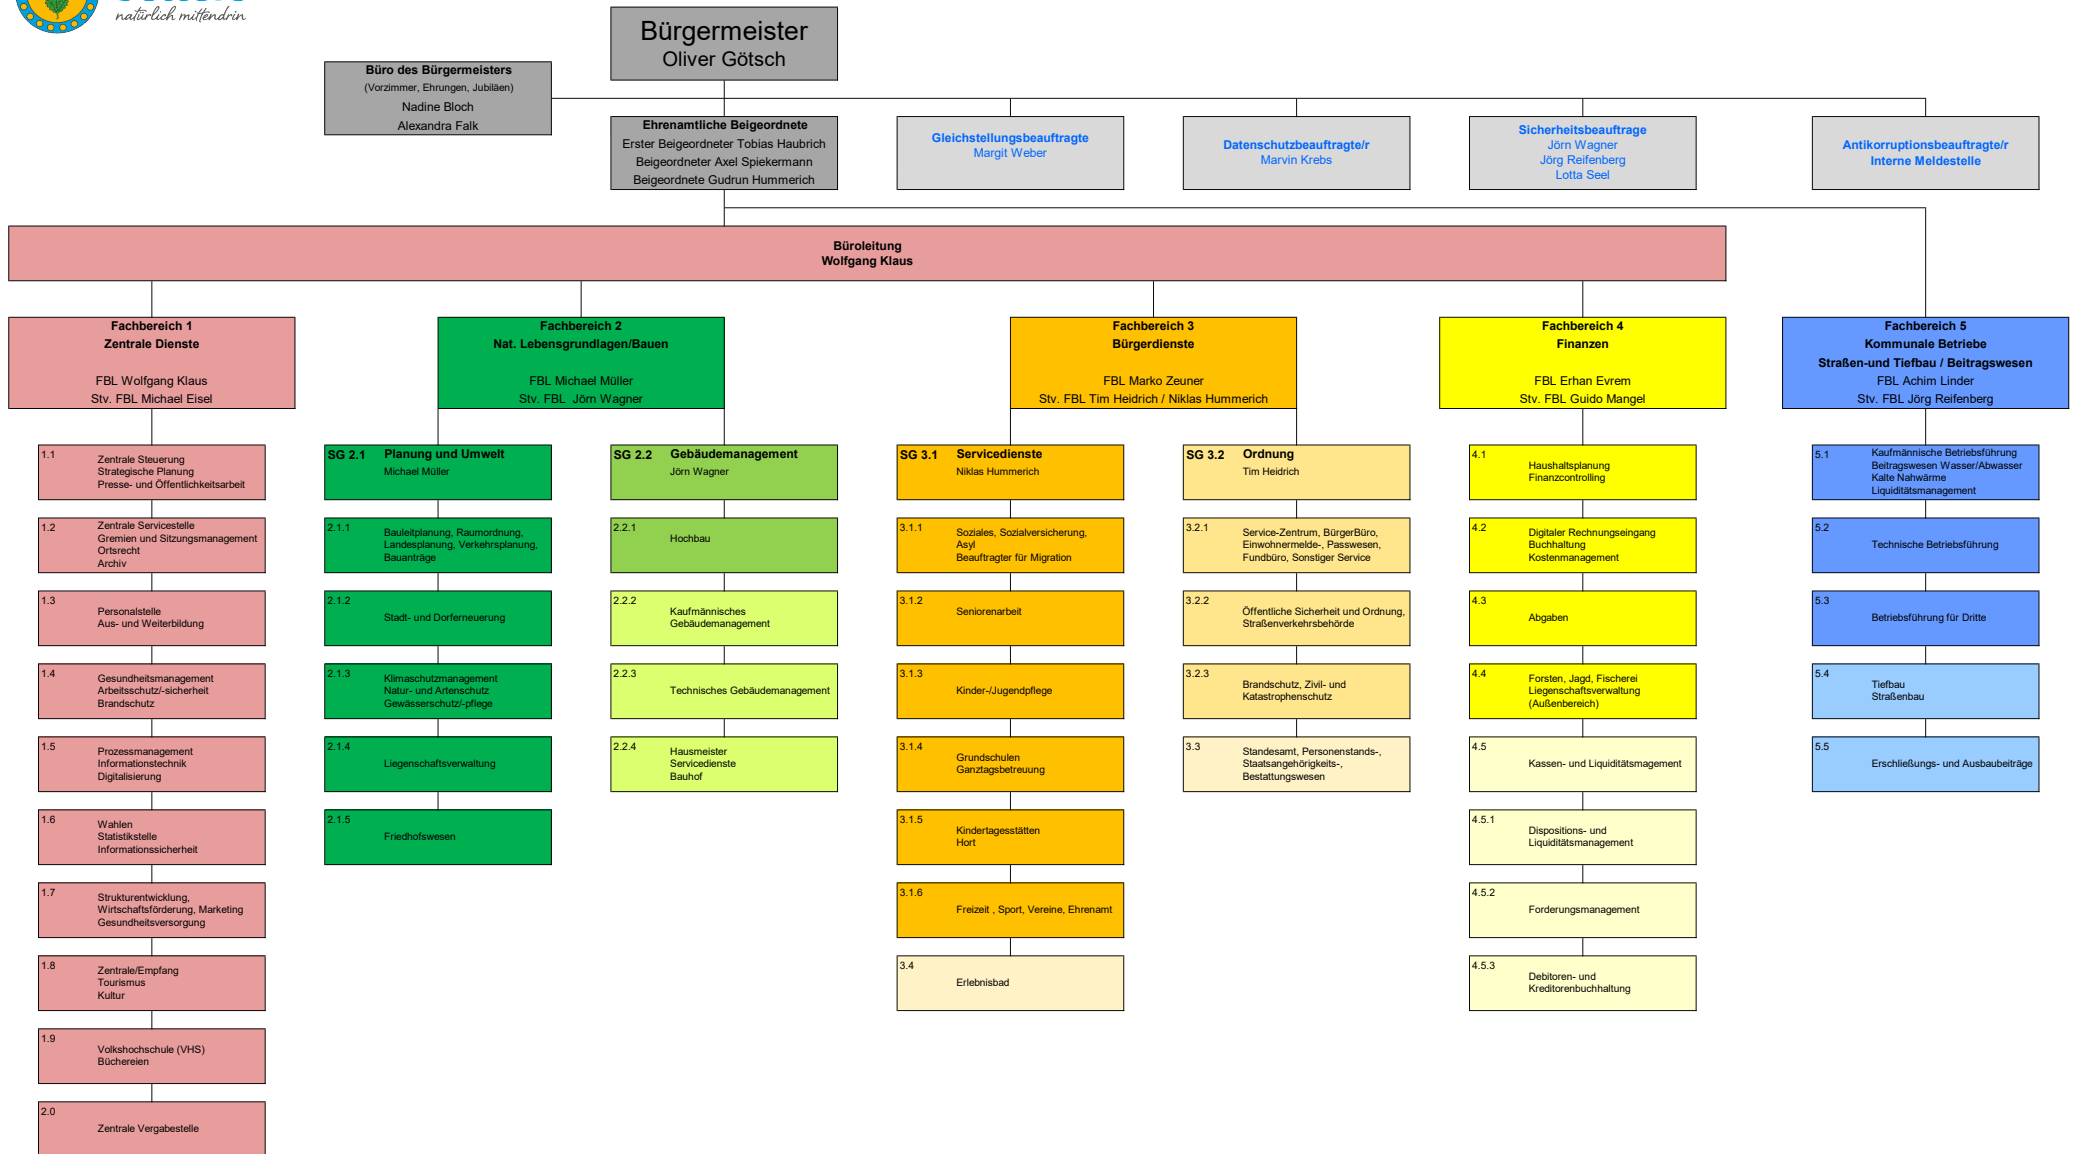 natürlich mittendrin
Bürgermeister
Oliver Götsch
Büro des Bürgermeisters
(Vorzimmer, Ehrungen, Jubiläen)
Nadine Bloch
Alexandra Falk
Ehrenamtliche Beigeordnete
Erster Beigeordneter Tobias Haubrich
Beigeordneter Axel Spiekermann
Beigeordnete Gudrun Hummerich
Gleichstellungsbeauftragte
Margit Weber
Datenschutzbeauftragte/r
Marvin Krebs
Sicherheitsbeauftrage
Jörn Wagner
Jörg Reifenberg
Lotta Seel
Antikorruptionsbeauftragte/r
Interne Meldestelle
Büroleitung
Wolfgang Klaus
Fachbereich 1
Zentrale Dienste
FBL Wolfgang Klaus
Stv. FBL Michael Eisel
Fachbereich 2
Nat. Lebensgrundlagen/Bauen
FBL Michael Müller
Stv. FBL  Jörn Wagner
Fachbereich 3
Bürgerdienste
FBL Marko Zeuner
Stv. FBL Tim Heidrich / Niklas Hummerich
Fachbereich 4
Finanzen
FBL Erhan Evrem
Stv. FBL Guido Mangel
Fachbereich 5
Kommunale Betriebe
Straßen-und Tiefbau / Beitragswesen
FBL Achim Linder
Stv. FBL Jörg Reifenberg
1.1
Zentrale Steuerung
Strategische Planung
Presse- und Öffentlichkeitsarbeit
1.2
Zentrale Servicestelle
Gremien und Sitzungsmanagement
Ortsrecht
Archiv
1.3
Personalstelle
Aus- und Weiterbildung
1.4
Gesundheitsmanagement
Arbeitsschutz/-sicherheit
Brandschutz
1.5
Prozessmanagement
Informationstechnik
Digitalisierung
1.6
Wahlen
Statistikstelle
Informationssicherheit
1.7
Strukturentwicklung,
Wirtschaftsförderung, Marketing
Gesundheitsversorgung
1.8
Zentrale/Empfang
Tourismus
Kultur
1.9
Volkshochschule (VHS)
Büchereien
2.0
Zentrale Vergabestelle
SG 2.1 Planung und Umwelt
Michael Müller
2.1.1
Bauleitplanung, Raumordnung,
Landesplanung, Verkehrsplanung,
Bauanträge
2.1.2
Stadt- und Dorferneuerung
2.1.3
Klimaschutzmanagement
Natur- und Artenschutz
Gewässerschutz/-pflege
2.1.4
Liegenschaftsverwaltung
2.1.5
Friedhofswesen
SG 2.2 Gebäudemanagement
Jörn Wagner
2.2.1
Hochbau
2.2.2
Kaufmännisches
Gebäudemanagement
2.2.3
Technisches Gebäudemanagement
2.2.4
Hausmeister
Servicedienste
Bauhof
SG 3.1 Servicedienste
Niklas Hummerich
3.1.1
Soziales, Sozialversicherung,
Asyl
Beauftragter für Migration
3.1.2
Seniorenarbeit
3.1.3
Kinder-/Jugendpflege
3.1.4
Grundschulen
Ganztagsbetreuung
3.1.5
Kindertagesstätten
Hort
3.1.6
Freizeit , Sport, Vereine, Ehrenamt
3.4
Erlebnisbad
SG 3.2 Ordnung
Tim Heidrich
3.2.1
Service-Zentrum, BürgerBüro,
Einwohnermelde-, Passwesen,
Fundbüro, Sonstiger Service
3.2.2
Öffentliche Sicherheit und Ordnung,
Straßenverkehrsbehörde
3.2.3
Brandschutz, Zivil- und
Katastrophenschutz
3.3
Standesamt, Personenstands-,
Staatsangehörigkeits-,
Bestattungswesen
4.1
Haushaltsplanung
Finanzcontrolling
4.2
Digitaler Rechnungseingang
Buchhaltung
Kostenmanagement
4.3
Abgaben
4.4
Forsten, Jagd, Fischerei
Liegenschaftsverwaltung
(Außenbereich)
4.5
Kassen- und Liquiditätsmagement
4.5.1
Dispositions- und
Liquiditätsmanagement
4.5.2
Forderungsmanagement
4.5.3
Debitoren- und
Kreditorenbuchhaltung
5.1
Kaufmännische Betriebsführung
Beitragswesen Wasser/Abwasser
Kalte Nahwärme
Liquiditätsmanagement
5.2
Technische Betriebsführung
5.3
Betriebsführung für Dritte
5.4
Tiefbau
Straßenbau
5.5
Erschließungs- und Ausbaubeiträge